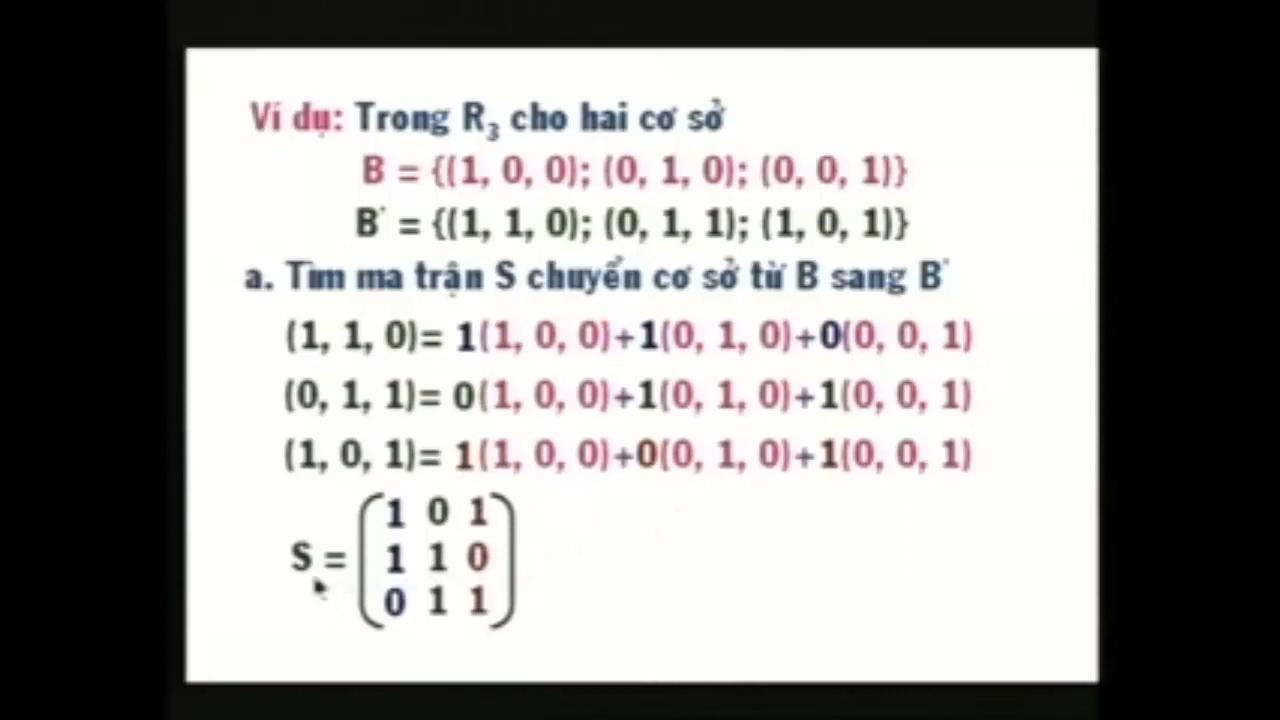 Ví dụ: Trong R₃ cho hai cơ sở
B = {(1, 0, 0); (0, 1, 0); (0, 0, 1)}
B' = {(1, 1, 0); (0, 1, 1); (1, 0, 1)}
a. Tìm ma trận S chuyển cơ sở từ B sang B'
(1, 1, 0)= 1(1, 0, 0)+1(0, 1, 0)+0(0, 0, 1)
(0, 1, 1)= 0(1, 0, 0)+1(0, 1, 0)+1(0, 0, 1)
(1, 0, 1)= 1(1, 0, 0)+0(0, 1, 0)+1(0, 0, 1)
1 0 1
S = 1 1 0
0 1 1